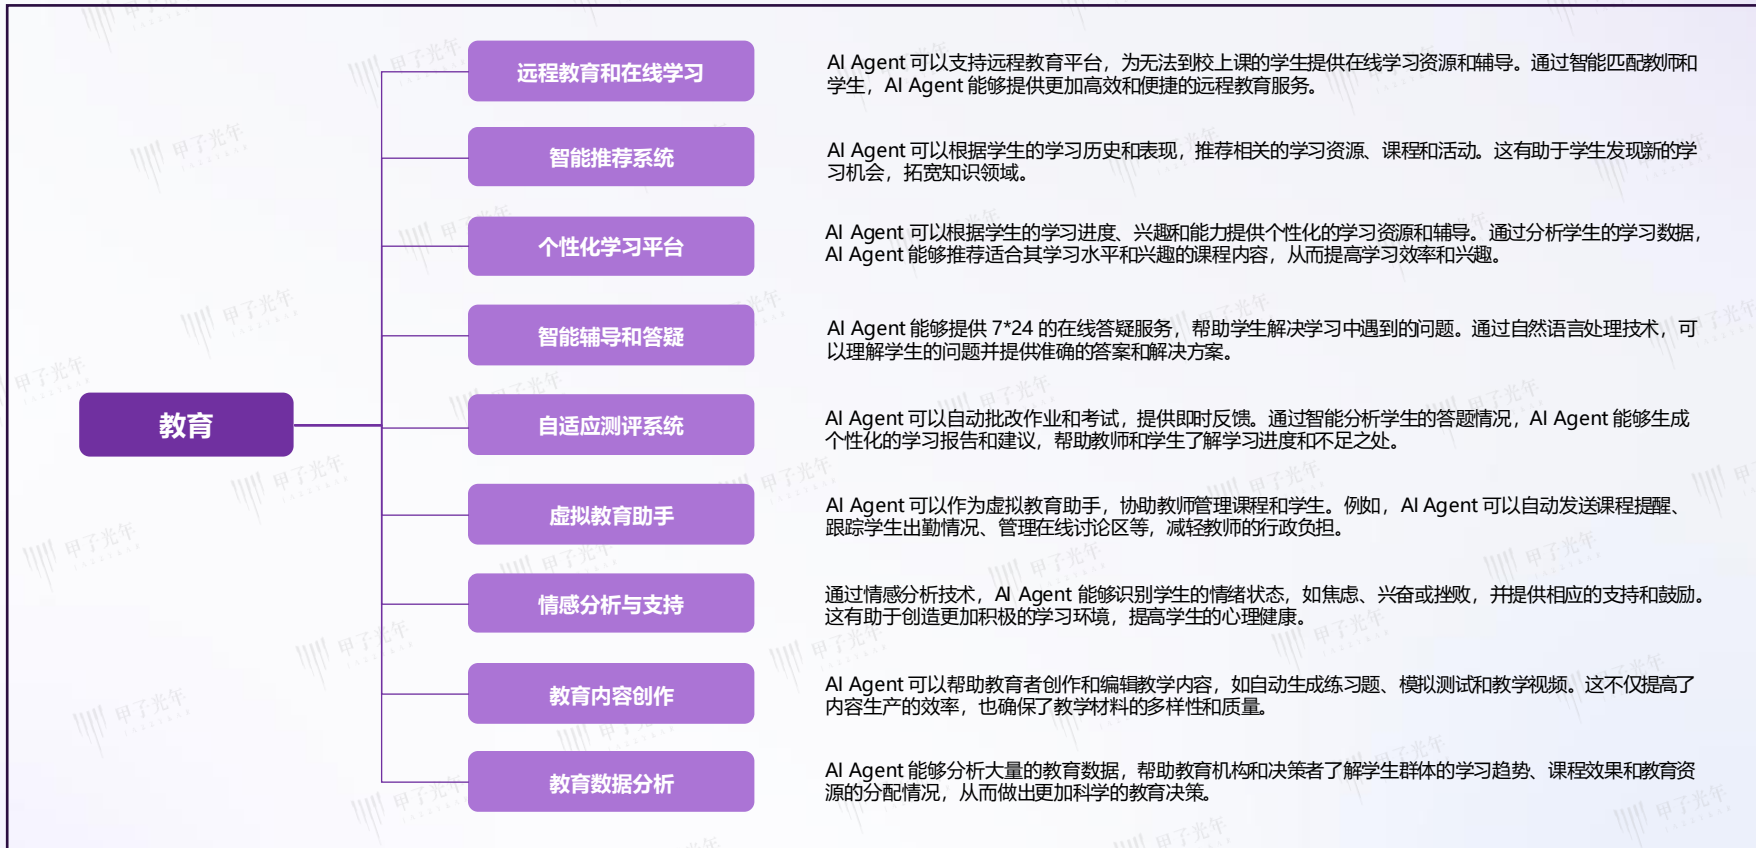 远程教育和在线学习
AI Agent 可以支持远程教育平台，为无法到校上课的学生提供在线学习资源和辅导。通过智能匹配教师和
学生，AI Agent 能够提供更加高效和便捷的远程教育服务。
智能推荐系统
AI Agent 可以根据学生的学习历史和表现，推荐相关的学习资源、课程和活动。这有助于学生发现新的学
习机会，拓宽知识领域。
个性化学习平台
AI Agent 可以根据学生的学习进度、兴趣和能力提供个性化的学习资源和辅导。通过分析学生的学习数据，
AI Agent 能够推荐适合其学习水平和兴趣的课程内容，从而提高学习效率和兴趣。
智能辅导和答疑
AI Agent 能够提供 7*24 的在线答疑服务，帮助学生解决学习中遇到的问题。通过自然语言处理技术，可
以理解学生的问题并提供准确的答案和解决方案。
教育
自适应测评系统
AI Agent 可以自动批改作业和考试，提供即时反馈。通过智能分析学生的答题情况，AI Agent 能够生成
个性化的学习报告和建议，帮助教师和学生了解学习进度和不足之处。
虚拟教育助手
AI Agent 可以作为虚拟教育助手，协助教师管理课程和学生。例如，AI Agent 可以自动发送课程提醒、
跟踪学生出勤情况、管理在线讨论区等，减轻教师的行政负担。
情感分析与支持
通过情感分析技术，AI Agent 能够识别学生的情绪状态，如焦虑、兴奋或挫败，并提供相应的支持和鼓励。
这有助于创造更加积极的学习环境，提高学生的心理健康。
教育内容创作
AI Agent 可以帮助教育者创作和编辑教学内容，如自动生成练习题、模拟测试和教学视频。这不仅提高了
内容生产的效率，也确保了教学材料的多样性和质量。
教育数据分析
AI Agent 能够分析大量的教育数据，帮助教育机构和决策者了解学生群体的学习趋势、课程效果和教育资
源的分配情况，从而做出更加科学的教育决策。
甲子光年